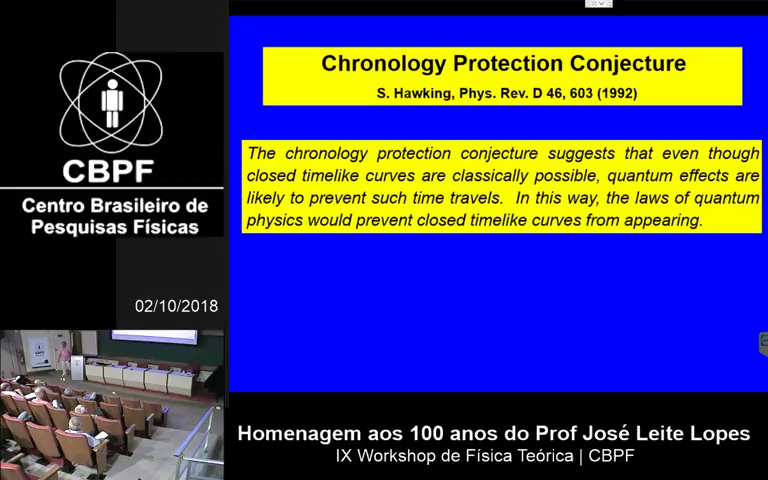 Chronology Protection Conjecture
S. Hawking, Phys. Rev. D 46, 603 (1992)
The chronology protection conjecture suggests that even though
closed timelike curves are classically possible, quantum effects are
likely to prevent such time travels. In this way, the laws of quantum
physics would prevent closed timelike curves from appearing.
CBPF
Centro Brasileiro de
Pesquisas Físicas
02/10/2018
CBPF
Homenagem aos 100 anos do Prof José Leite Lopes
IX Workshop de Física Teórica | CBPF